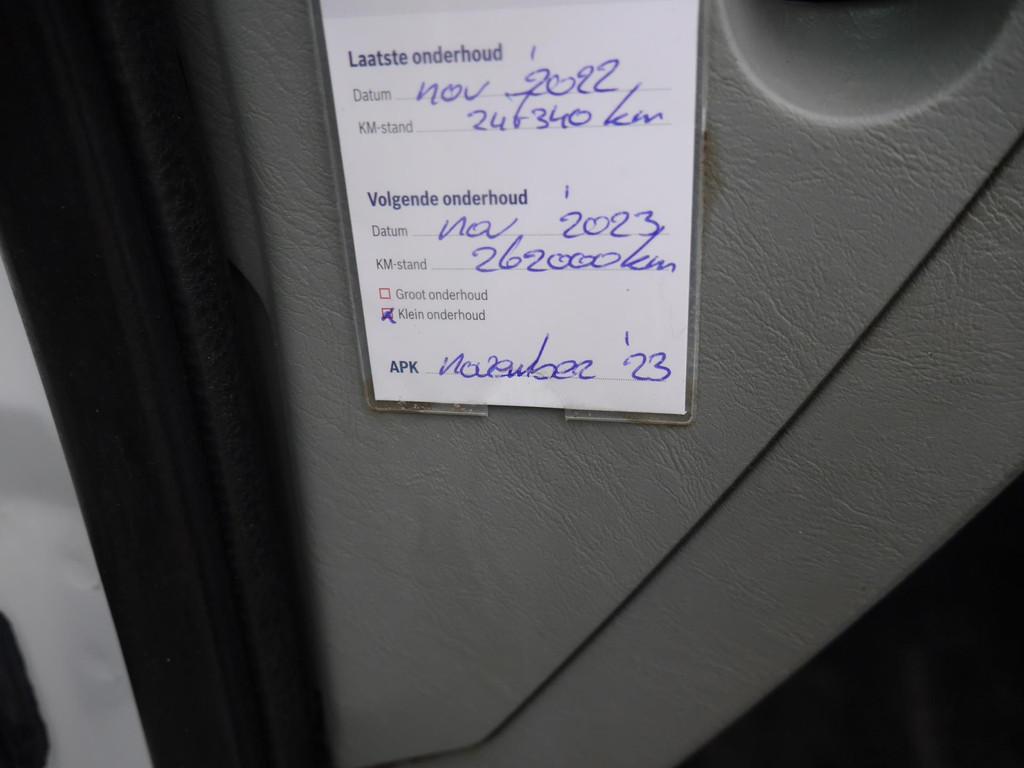 Laatste onderhoud
Datum nov '2022
KM-stand 246340 km
Volgende onderhoud
Datum nov '2023
KM-stand 262000 km
Groot onderhoud
Klein onderhoud
APK november '23